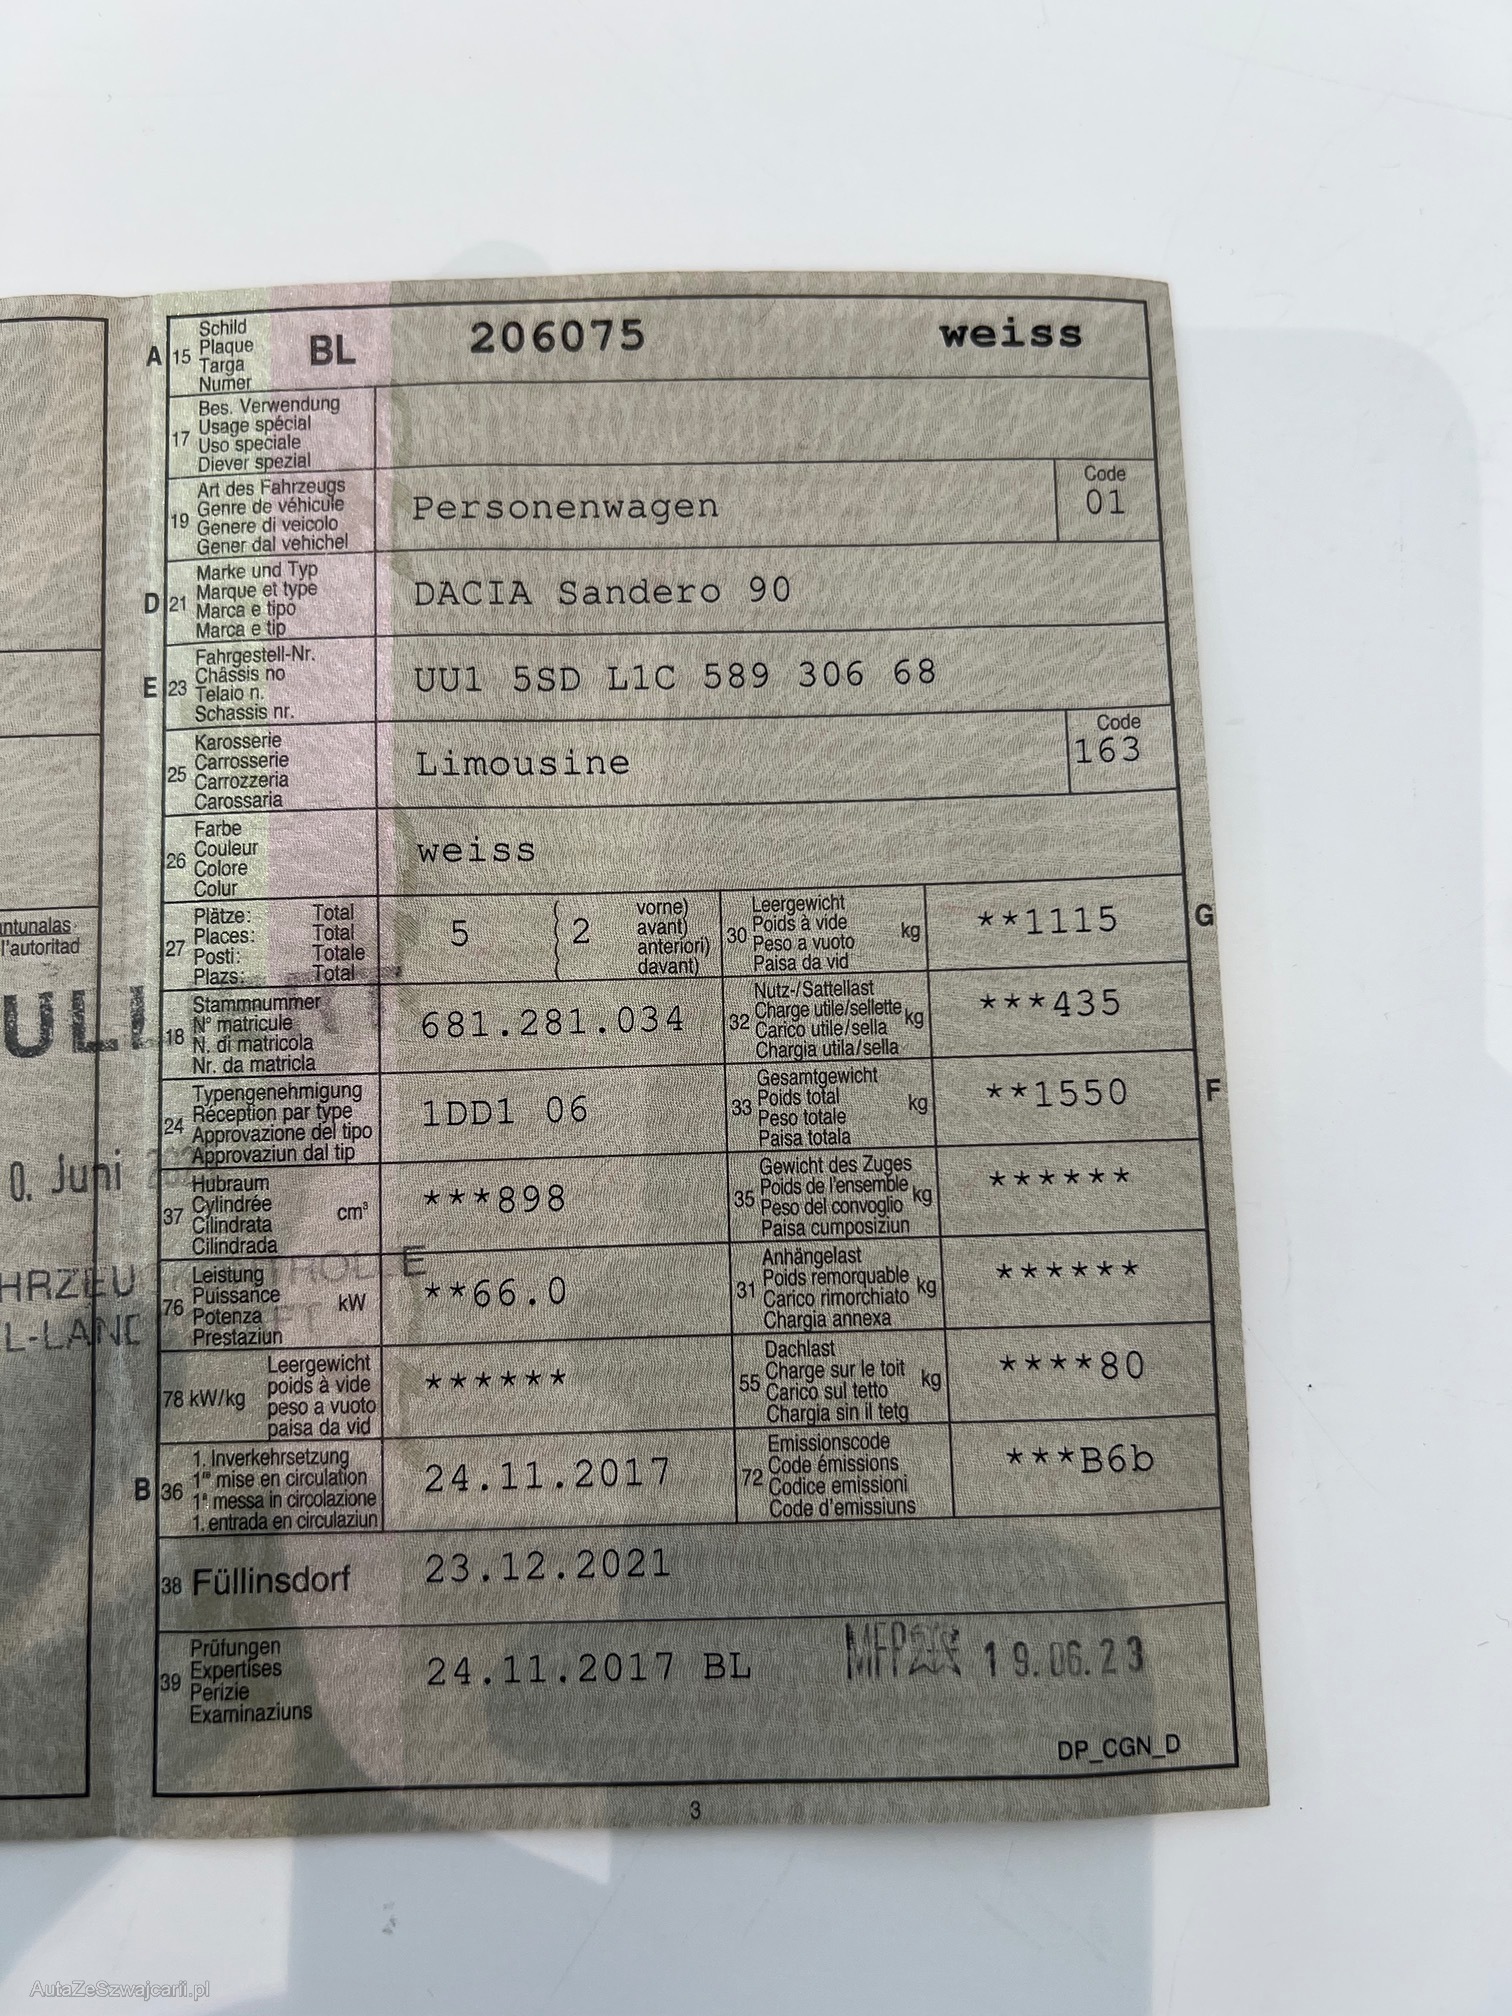 ntunalas
l'autoritad
ULL
0. Juni
HRZEU
L-LAND
A 15 Schild
Plaque
Targa
Numer
BL 206075 weiss
17 Bes. Verwendung
Usage spécial
Uso speciale
Diever spezial
19 Art des Fahrzeugs
Genre de véhicule
Genere di veicolo
Gener dal vehichel
Personenwagen
Code
01
D 21 Marke und Typ
Marque et type
Marca e tipo
Marca e tip
DACIA Sandero 90
E 23 Fahrgestell-Nr.
Châssis no
Telaio n.
Schassis nr.
UU1 5SD L1C 589 306 68
25 Karosserie
Carrosserie
Carrozzeria
Carossaria
Limousine
Code
163
26 Farbe
Couleur
Colore
Colur
weiss
27 Plätze: Total
Places: Total
Posti: Totale
Plazs: Total
5 (2 vorne)
avant)
anteriori)
davant)
30 Leergewicht
Poids à vide
Peso a vuoto
Paisa da vid
kg
**1115
G
18 Stammnummer
N° matricule
N. di matricola
Nr. da matricla
681.281.034
32 Nutz-/Sattellast
Charge utile/sellette
Carico utile/sella
Chargia utila/sella
kg
***435
24 Typengenehmigung
Réception par type
Approvazione del tipo
Approvaziun dal tip
1DD1 06
33 Gesamtgewicht
Poids total
Peso totale
Paisa totala
kg
**1550
F
37 Hubraum
Cylindrée
Cilindrata
Cilindrada
cm³
***898
35 Gewicht des Zuges
Poids de l'ensemble
Peso del convoglio
Paisa cumposiziun
kg
******
76 Leistung
Puissance
Potenza
Prestaziun
kW
**66.0
31 Anhängelast
Poids remorquable
Carico rimorchiato
Chargia annexa
kg
******
78 kW/kg Leergewicht
poids à vide
peso a vuoto
paisa da vid
******
55 Dachlast
Charge sur le toit
Carico sul tetto
Chargia sin il tetg
kg
****80
B 36 1. Inverkehrsetzung
1re mise en circulation
1ª messa in circolazione
1. entrada en circulaziun
24.11.2017
72 Emissionscode
Code émissions
Codice emissioni
Code d'emissiuns
***B6b
38 Füllinsdorf 23.12.2021
39 Prüfungen
Expertises
Perizie
Examinaziuns
24.11.2017 BL
19.06.23
DP_CGN_D
3
AutaZeSzwajcarii.pl